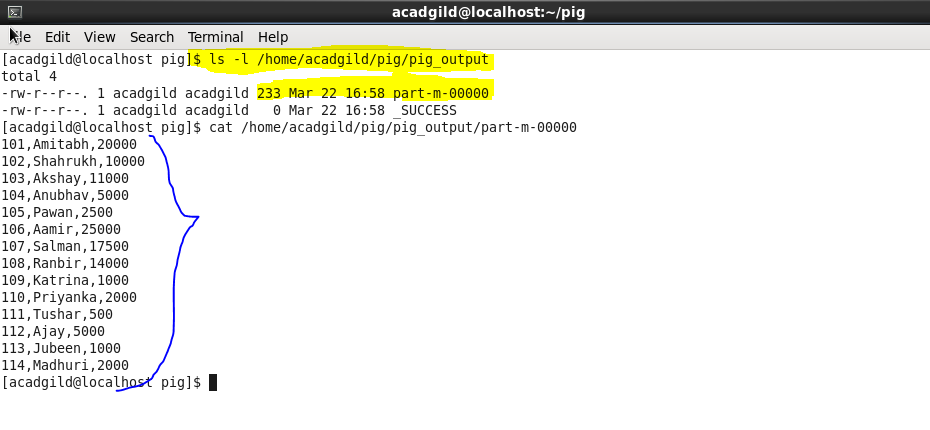 acadgild@localhost:~/pig
le Edit View Search Terminal Help
[acadgild@localhost pig]$ ls -l /home/acadgild/pig/pig_output
total 4
-rw-r--r--. 1 acadgild acadgild 233 Mar 22 16:58 part-m-00000
-rw-r--r--. 1 acadgild acadgild   0 Mar 22 16:58 _SUCCESS
[acadgild@localhost pig]$ cat /home/acadgild/pig/pig_output/part-m-00000
101,Amitabh,20000
102,Shahrukh,10000
103,Akshay,11000
104,Anubhav,5000
105,Pawan,2500
106,Aamir,25000
107,Salman,17500
108,Ranbir,14000
109,Katrina,1000
110,Priyanka,2000
111,Tushar,500
112,Ajay,5000
113,Jubeen,1000
114,Madhuri,2000
[acadgild@localhost pig]$